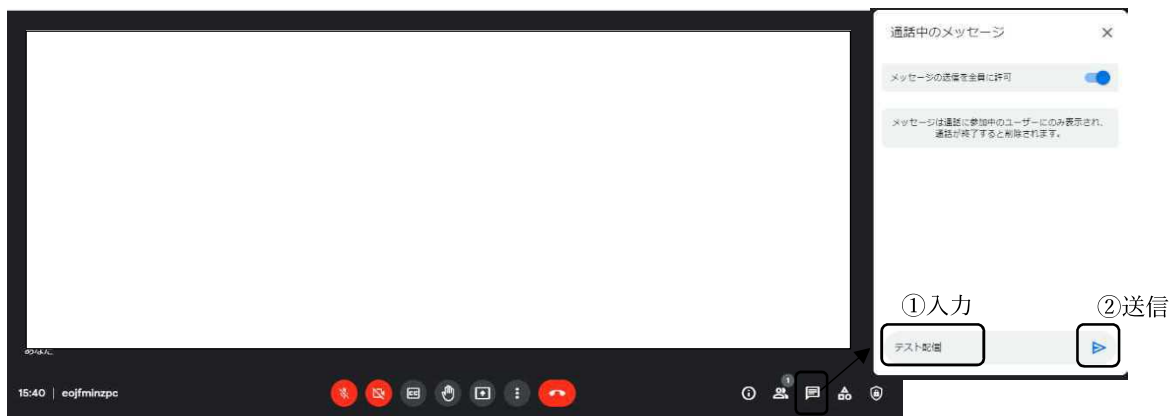 通話中のメッセージ
メッセージの送信を全員に許可
メッセージは通話に参加中のユーザーにのみ表示され、
通話が終了すると削除されます。
①入力
②送信
テスト配信
あなた
15:40 | eojfminzpc
1